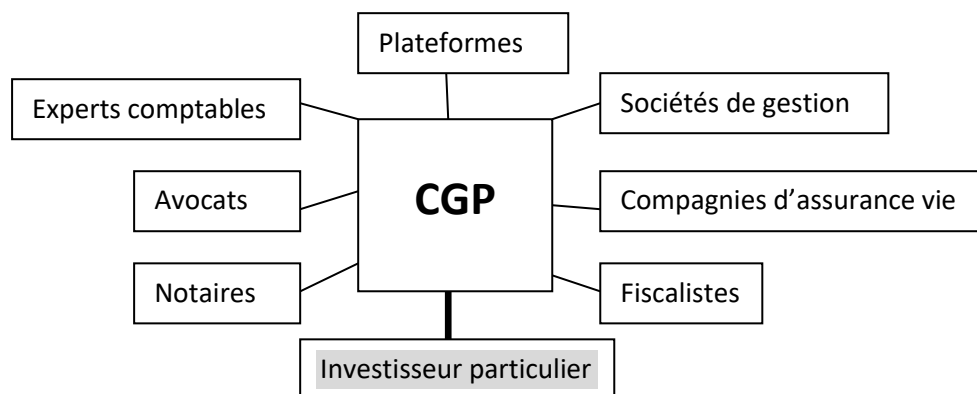 Plateformes
Experts comptables
Sociétés de gestion
CGP
Avocats
Compagnies d’assurance vie
Notaires
Fiscalistes
Investisseur particulier